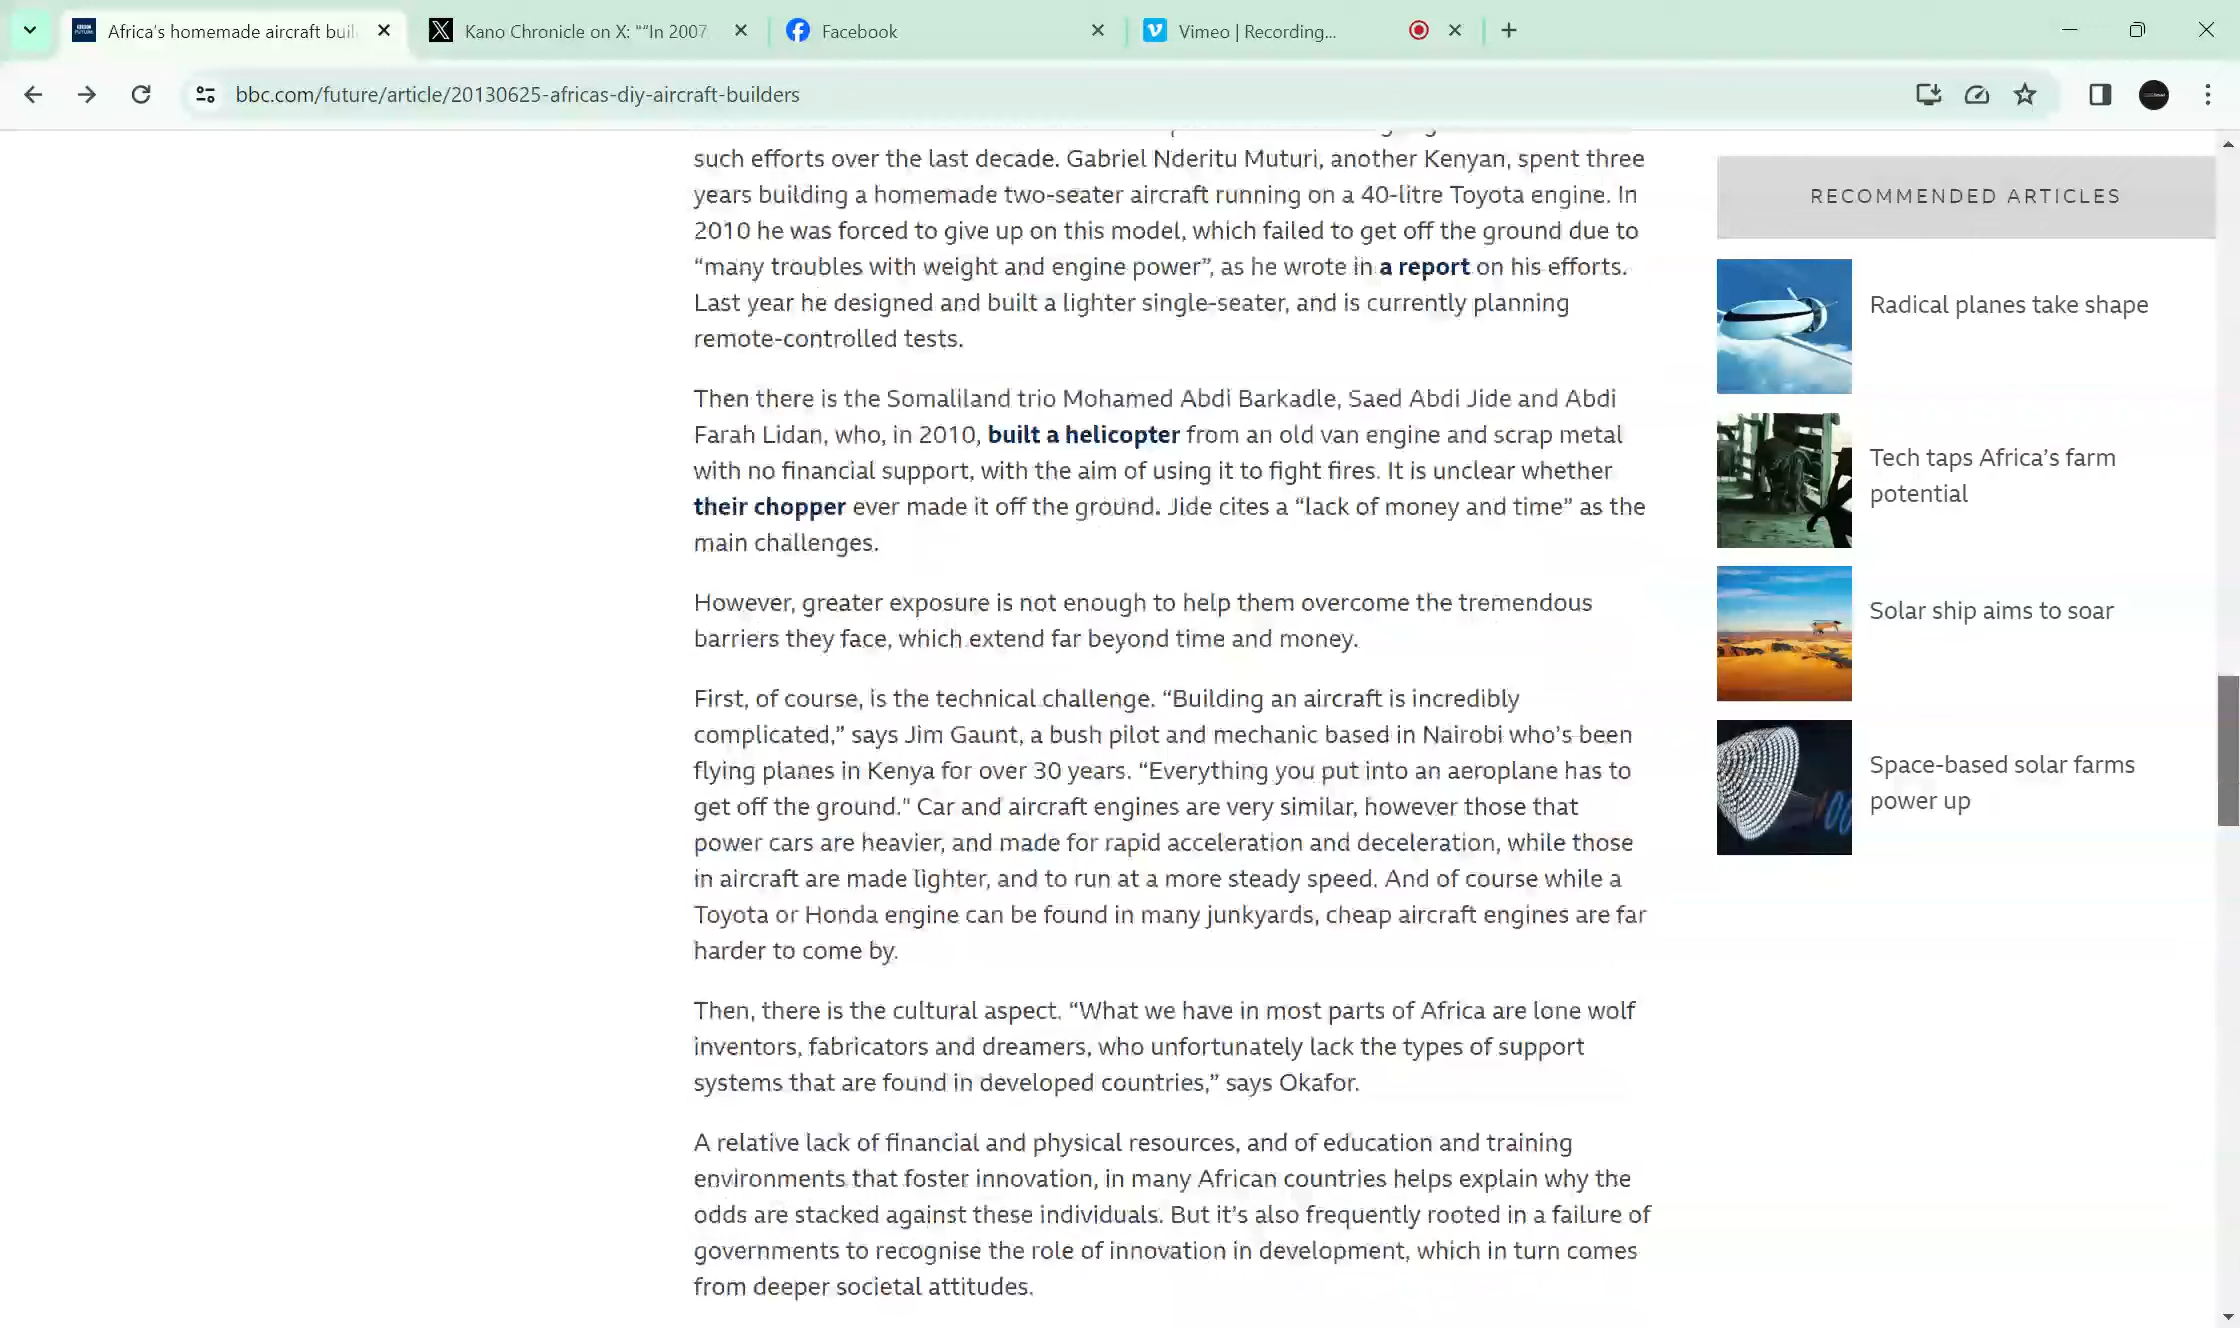 Africa's homemade aircraft buil
Kano Chronicle on X: "“In 2007
Facebook
Vimeo | Recording...
bbc.com/future/article/20130625-africas-diy-aircraft-builders
such efforts over the last decade. Gabriel Nderitu Muturi, another Kenyan, spent three
years building a homemade two-seater aircraft running on a 40-litre Toyota engine. In
2010 he was forced to give up on this model, which failed to get off the ground due to
“many troubles with weight and engine power”, as he wrote in a report on his efforts.
Last year he designed and built a lighter single-seater, and is currently planning
remote-controlled tests.
Then there is the Somaliland trio Mohamed Abdi Barkadle, Saed Abdi Jide and Abdi
Farah Lidan, who, in 2010, built a helicopter from an old van engine and scrap metal
with no financial support, with the aim of using it to fight fires. It is unclear whether
their chopper ever made it off the ground. Jide cites a “lack of money and time” as the
main challenges.
However, greater exposure is not enough to help them overcome the tremendous
barriers they face, which extend far beyond time and money.
First, of course, is the technical challenge. “Building an aircraft is incredibly
complicated,” says Jim Gaunt, a bush pilot and mechanic based in Nairobi who's been
flying planes in Kenya for over 30 years. “Everything you put into an aeroplane has to
get off the ground." Car and aircraft engines are very similar, however those that
power cars are heavier, and made for rapid acceleration and deceleration, while those
in aircraft are made lighter, and to run at a more steady speed. And of course while a
Toyota or Honda engine can be found in many junkyards, cheap aircraft engines are far
harder to come by.
Then, there is the cultural aspect. “What we have in most parts of Africa are lone wolf
inventors, fabricators and dreamers, who unfortunately lack the types of support
systems that are found in developed countries,” says Okafor.
A relative lack of financial and physical resources, and of education and training
environments that foster innovation, in many African countries helps explain why the
odds are stacked against these individuals. But it's also frequently rooted in a failure of
governments to recognise the role of innovation in development, which in turn comes
from deeper societal attitudes.
RECOMMENDED ARTICLES
Radical planes take shape
Tech taps Africa's farm
potential
Solar ship aims to soar
Space-based solar farms
power up